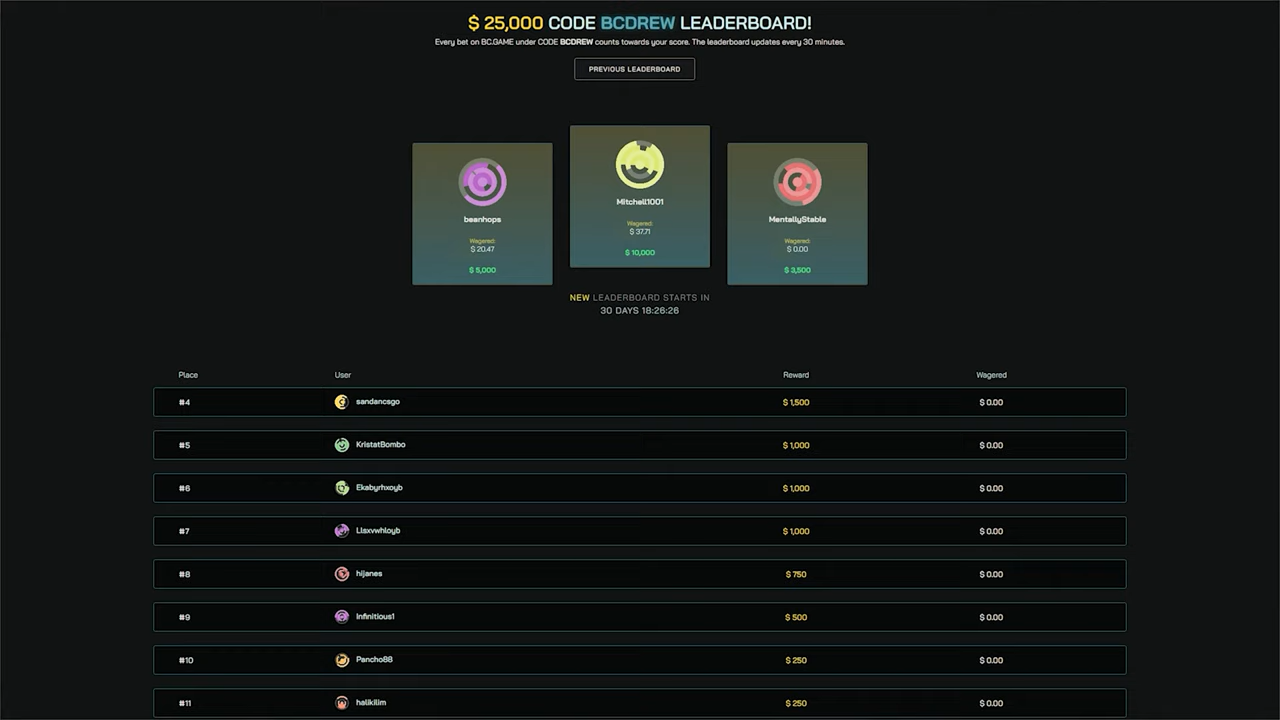 $ 25,000 CODE BCDREW LEADERBOARD!
Every bet on BC.GAME under CODE BCDREW counts towards your score. The leaderboard updates every 30 minutes.
PREVIOUS LEADERBOARD
beanhops
Wagered:
$ 20.47
$ 5,000
Mitchell1001
Wagered:
$ 37.71
$ 10,000
MentallyStable
Wagered:
$ 0.00
$ 3,500
NEW LEADERBOARD STARTS IN
30 DAYS 18:26:26
Place User Reward Wagered
#4 sandancsgo $ 1,500 $ 0.00
#5 KristatBombo $ 1,000 $ 0.00
#6 Ekabyrhxoyb $ 1,000 $ 0.00
#7 Llsxvwhloyb $ 1,000 $ 0.00
#8 hijanes $ 750 $ 0.00
#9 Infinitious1 $ 500 $ 0.00
#10 Pancho88 $ 250 $ 0.00
#11 halikilim $ 250 $ 0.00